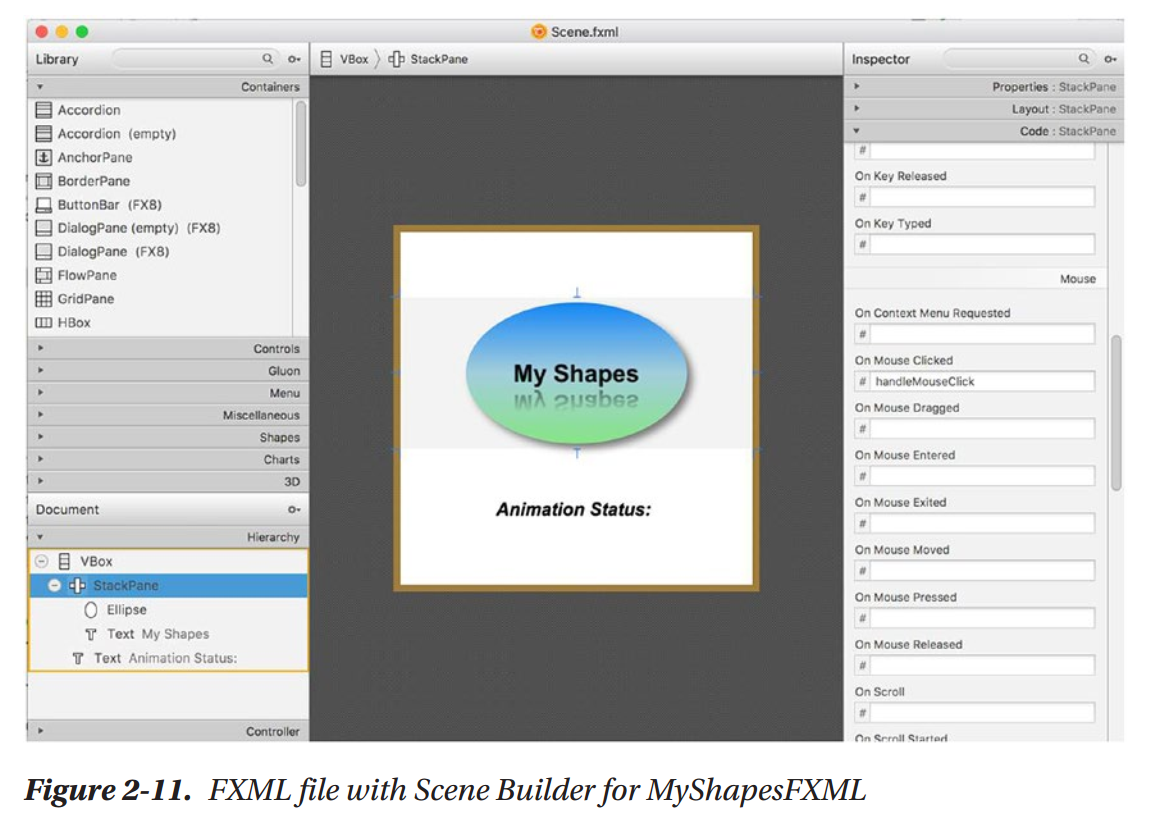 Scene.fxml
Library
Containers
Accordion
Accordion (empty)
AnchorPane
BorderPane
ButtonBar (FX8)
DialogPane (empty) (FX8)
DialogPane (FX8)
FlowPane
GridPane
HBox
Controls
Gluon
Menu
Miscellaneous
Shapes
Charts
3D
Document
Hierarchy
VBox
StackPane
Ellipse
Text My Shapes
Text Animation Status:
Controller
VBox StackPane
My Shapes
My Shapes
Animation Status:
Inspector
Properties : StackPane
Layout : StackPane
Code : StackPane
#
On Key Released
#
On Key Typed
#
Mouse
On Context Menu Requested
#
On Mouse Clicked
# handleMouseClick
On Mouse Dragged
#
On Mouse Entered
#
On Mouse Exited
#
On Mouse Moved
#
On Mouse Pressed
#
On Mouse Released
#
On Scroll
#
On Scroll Started
Figure 2-11. FXML file with Scene Builder for MyShapesFXML